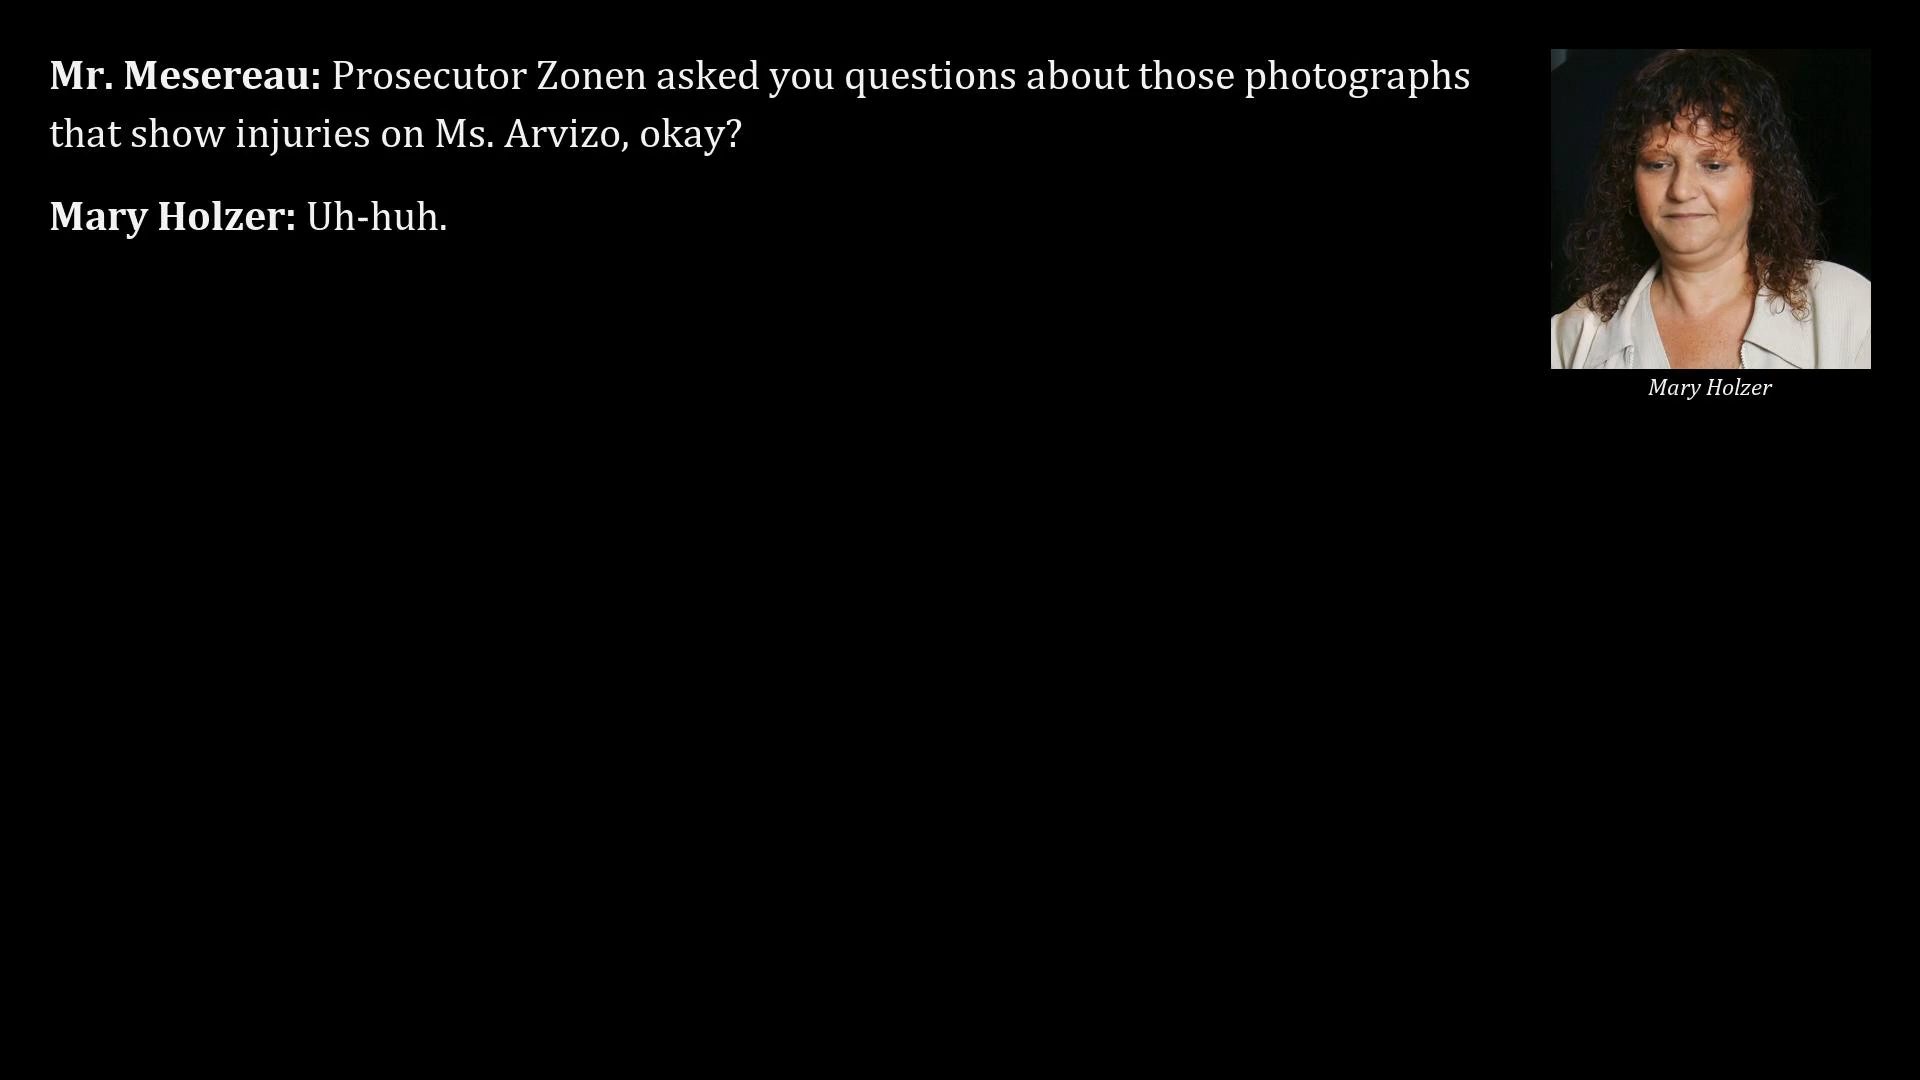 Mr. Mesereau: Prosecutor Zonen asked you questions about those photographs
that show injuries on Ms. Arvizo, okay?
Mary Holzer: Uh-huh.
Mary Holzer